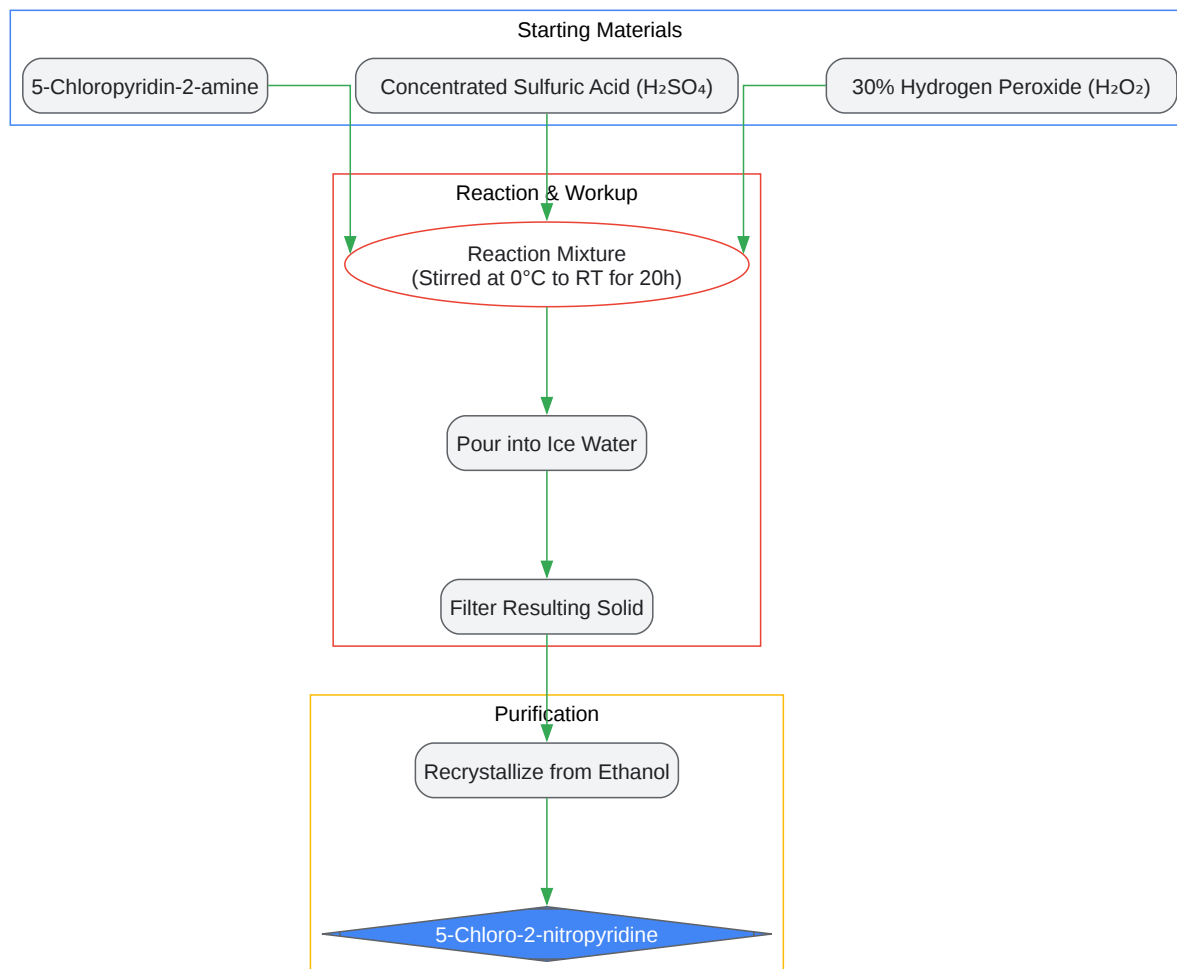 Starting Materials
5-Chloropyridin-2-amine
Concentrated Sulfuric Acid (H₂SO₄)
30% Hydrogen Peroxide (H₂O₂)
Reaction & Workup
Reaction Mixture
(Stirred at 0°C to RT for 20h)
Pour into Ice Water
Filter Resulting Solid
Purification
Recrystallize from Ethanol
5-Chloro-2-nitropyridine